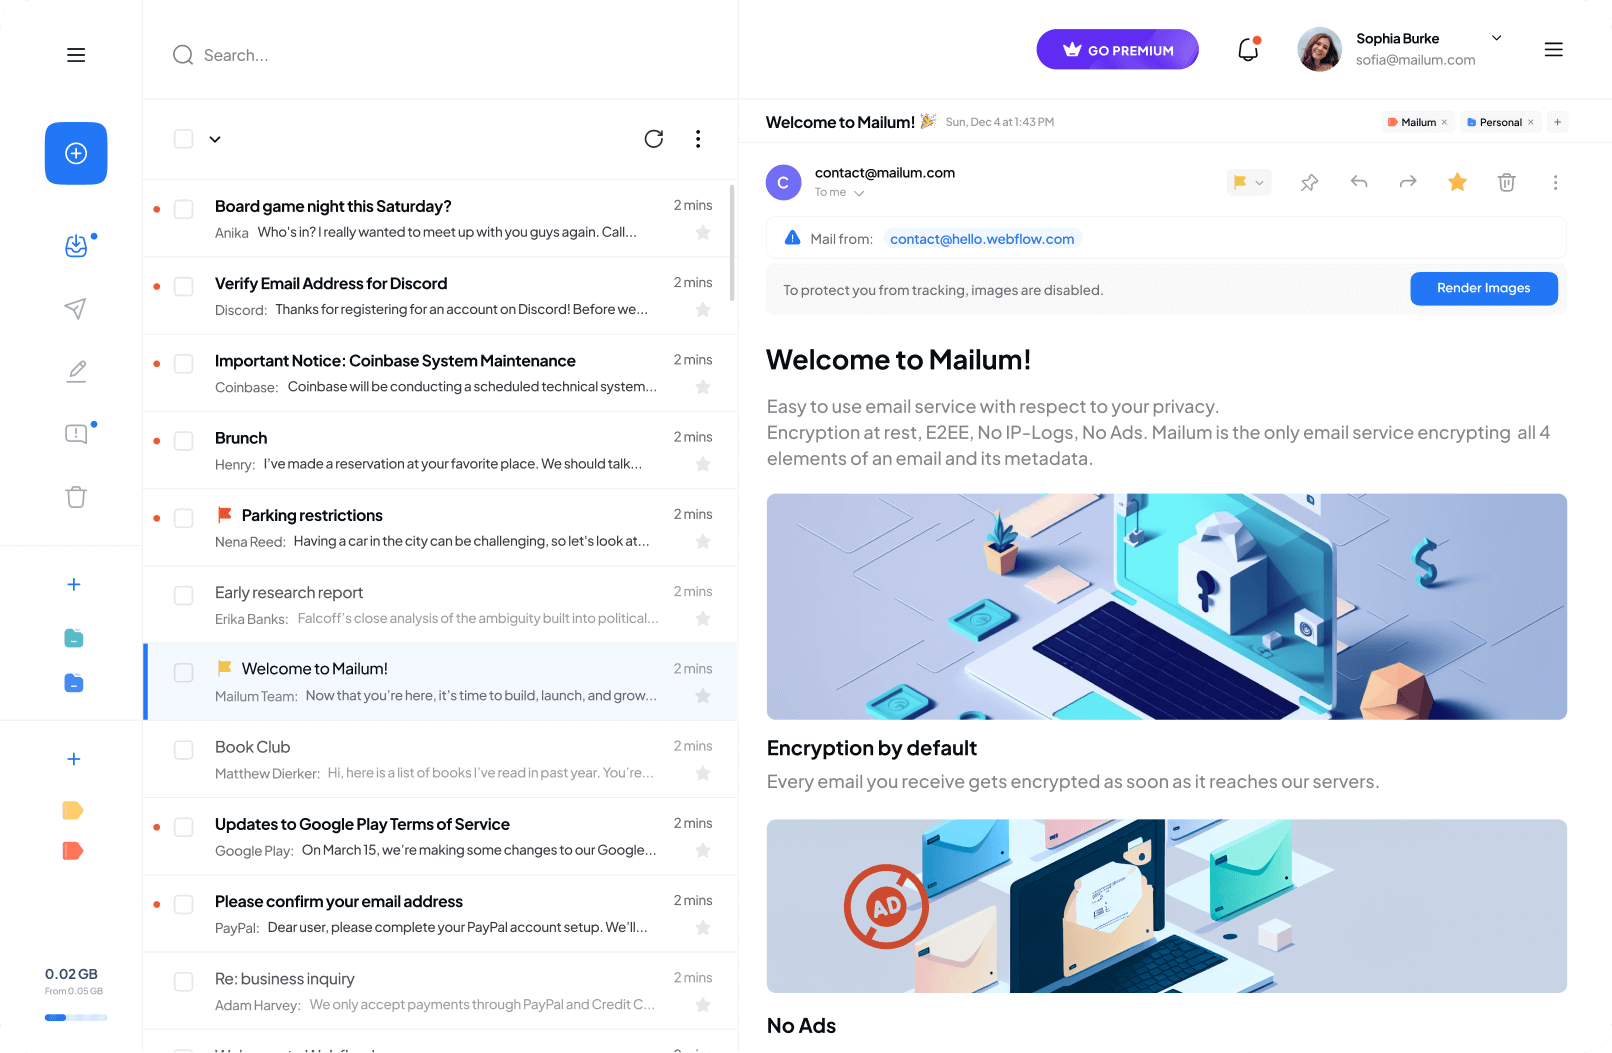 Search...
GO PREMIUM
Sophia Burke
sofia@mailum.com
Welcome to Mailum! Sun, Dec 4 at 1:43 PM
Mailum × Personal × +
Board game night this Saturday? 2 mins
Anika Who's in? I really wanted to meet up with you guys again. Call...
Verify Email Address for Discord 2 mins
Discord: Thanks for registering for an account on Discord! Before we...
Important Notice: Coinbase System Maintenance 2 mins
Coinbase: Coinbase will be conducting a scheduled technical system...
Brunch 2 mins
Henry: I've made a reservation at your favorite place. We should talk...
Parking restrictions 2 mins
Nena Reed: Having a car in the city can be challenging, so let's look at...
Early research report 2 mins
Erika Banks: Falcoff's close analysis of the ambiguity built into political...
Welcome to Mailum! 2 mins
Mailum Team: Now that you're here, it's time to build, launch, and grow...
Book Club 2 mins
Matthew Dierker: Hi, here is a list of books I've read in past year. You're...
Updates to Google Play Terms of Service 2 mins
Google Play: On March 15, we're making some changes to our Google...
Please confirm your email address 2 mins
PayPal: Dear user, please complete your PayPal account setup. We'll...
Re: business inquiry 2 mins
Adam Harvey: We only accept payments through PayPal and Credit C...
0.02 GB
From 0.05 GB
C
contact@mailum.com
To me
Mail from: contact@hello.webflow.com
To protect you from tracking, images are disabled.
Render Images
Welcome to Mailum!
Easy to use email service with respect to your privacy.
Encryption at rest, E2EE, No IP-Logs, No Ads. Mailum is the only email service encrypting all 4
elements of an email and its metadata.
Encryption by default
Every email you receive gets encrypted as soon as it reaches our servers.
AD
No Ads